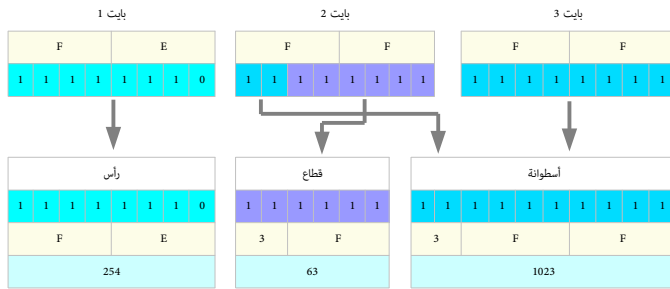 بايت 1 بايت 2 بايت 3
F E F F F F
1 1 1 1 1 1 1 0 1 1 1 1 1 1 1 1 1 1 1 1 1 1 1 1
رأس قطاع أسطوانة
1 1 1 1 1 1 1 0 1 1 1 1 1 1 1 1 1 1 1 1 1 1 1 1
F E 3 F 3 F F
254 63 1023